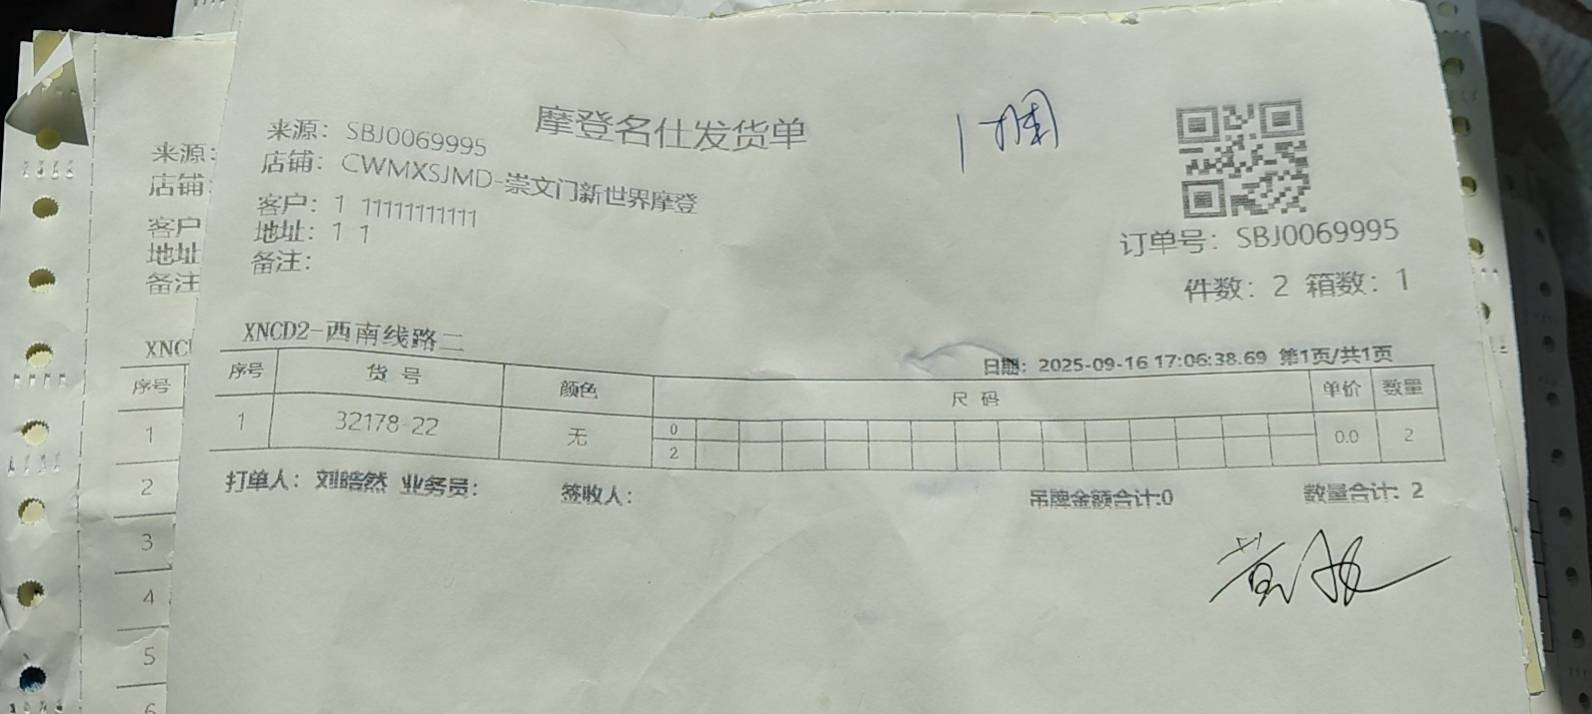 摩登名仕发货单
来源：SBJ0069995
店铺：CWMXSJMD-崇文门新世界摩登
客户：1 11111111111
地址：1 1
备注：
订单号：SBJ0069995
件数：2 箱数：1
XNCD2-西南线路二
日期：2025-09-16 17:06:38.69 第1页/共1页
序号 货号 颜色 尺码 单价 数量
1 32178-22 无 0 0.0 2
2
打单人：刘皓然 业务员： 签收人： 吊牌金额合计:0 数量合计：2
来源：
店铺
客户
地址
备注
XNC
序号
1
2
3
4
5
6